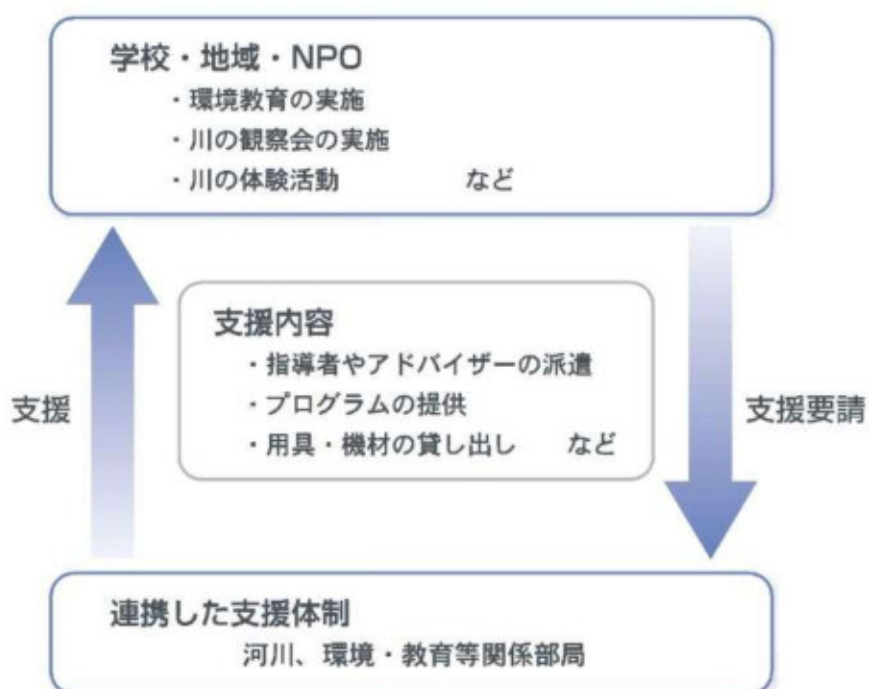 学校・地域・NPO
・環境教育の実施
・川の観察会の実施
・川の体験活動　　　　　など
支援内容
・指導者やアドバイザーの派遣
・プログラムの提供
・用具・機材の貸し出し　　など
支援
支援要請
連携した支援体制
河川、環境・教育等関係部局